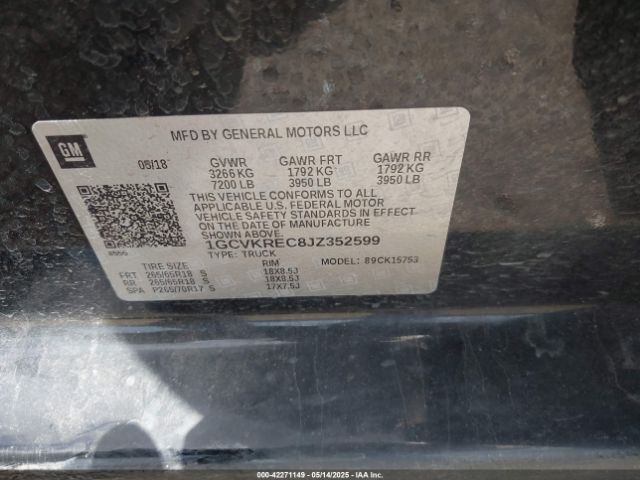 GM
MFD BY GENERAL MOTORS LLC
05/18 GVWR GAWR FRT GAWR RR
3266 KG 1792 KG 1792 KG
7200 LB 3950 LB 3950 LB
THIS VEHICLE CONFORMS TO ALL
APPLICABLE U.S. FEDERAL MOTOR
VEHICLE SAFETY STANDARDS IN EFFECT
ON THE DATE OF MANUFACTURE
SHOWN ABOVE.
1GCVKREC8JZ352599
TYPE: TRUCK MODEL: 89CK15753
TIRE SIZE RIM
FRT 265/65R18 S 18X8.5J
RR 265/65R18 S 18X8.5J
SPA P265/70R17 S 17X7.5J
000-42271149 - 05/14/2025 - IAA Inc.